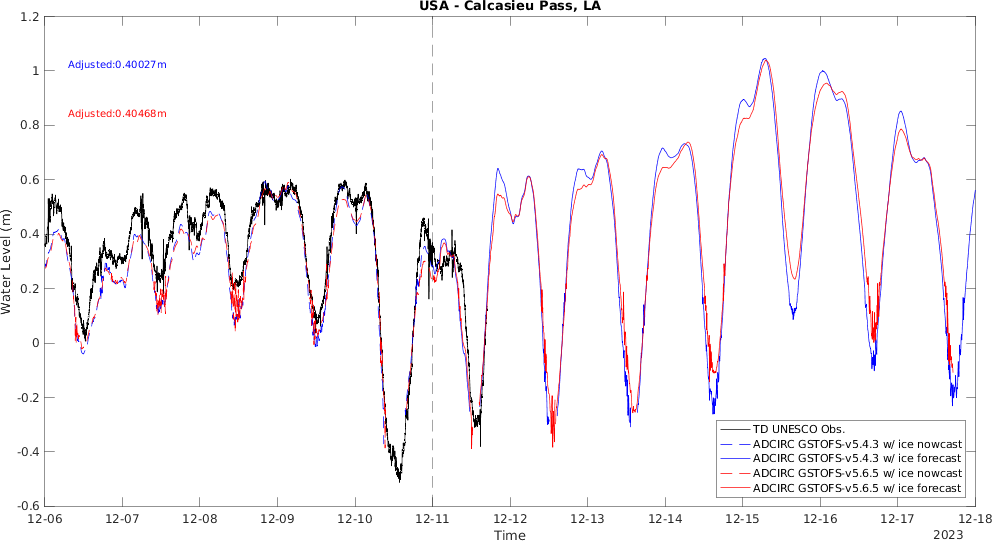 USA - Calcasieu Pass, LA
1.2
1
0.8
0.6
0.4
0.2
0
-0.2
-0.4
-0.6
Water Level (m)
Adjusted:0.40027m
Adjusted:0.40468m
TD UNESCO Obs.
ADCIRC GSTOFS-v5.4.3 w/ ice nowcast
ADCIRC GSTOFS-v5.4.3 w/ ice forecast
ADCIRC GSTOFS-v5.6.5 w/ ice nowcast
ADCIRC GSTOFS-v5.6.5 w/ ice forecast
12-06 12-07 12-08 12-09 12-10 12-11 12-12 12-13 12-14 12-15 12-16 12-17 12-18
Time
2023